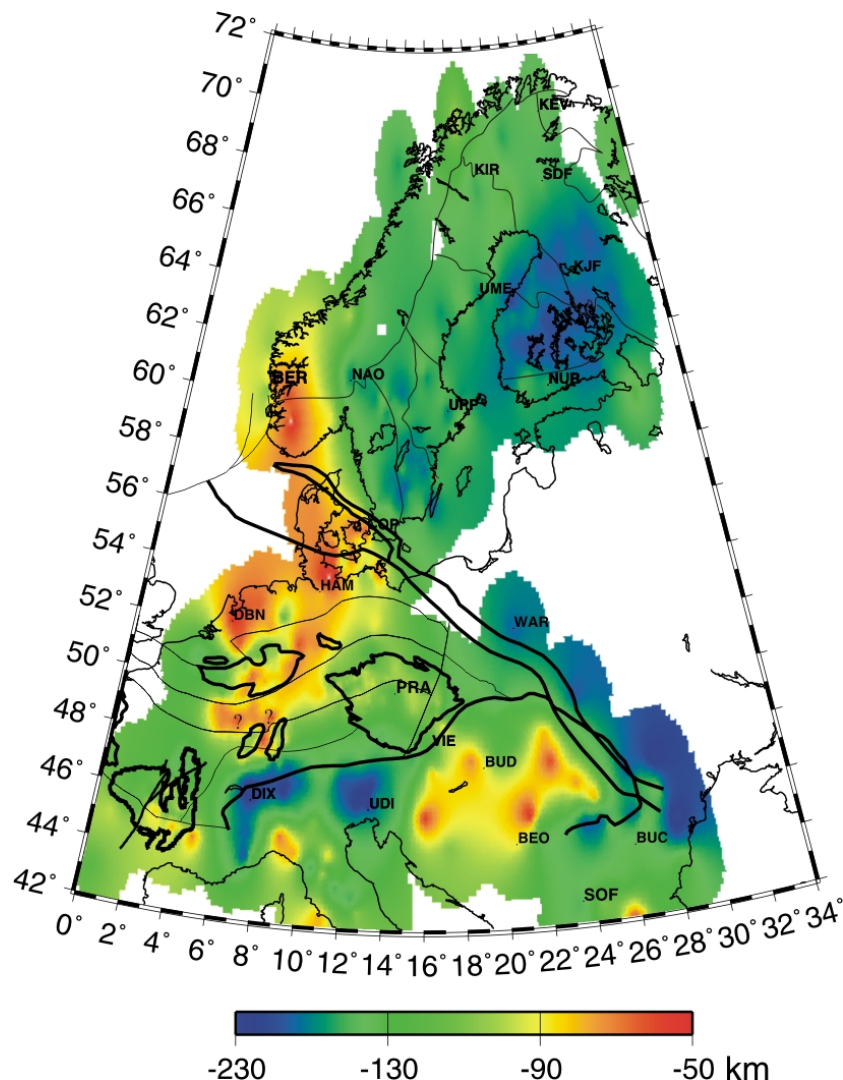 72°
70°
68°
66°
64°
62°
60°
58°
56°
54°
52°
50°
48°
46°
44°
42°
KEV
KIR
SDF
KJF
UME
BER
NAO
NUR
UPP
COP
HAM
DBN
WAR
PRA
? ?
VIE
BUD
DIX
UDI
BEO
BUC
SOF
0° 2° 4° 6° 8° 10° 12° 14° 16° 18° 20° 22° 24° 26° 28° 30° 32° 34°
-230 -130 -90 -50 km